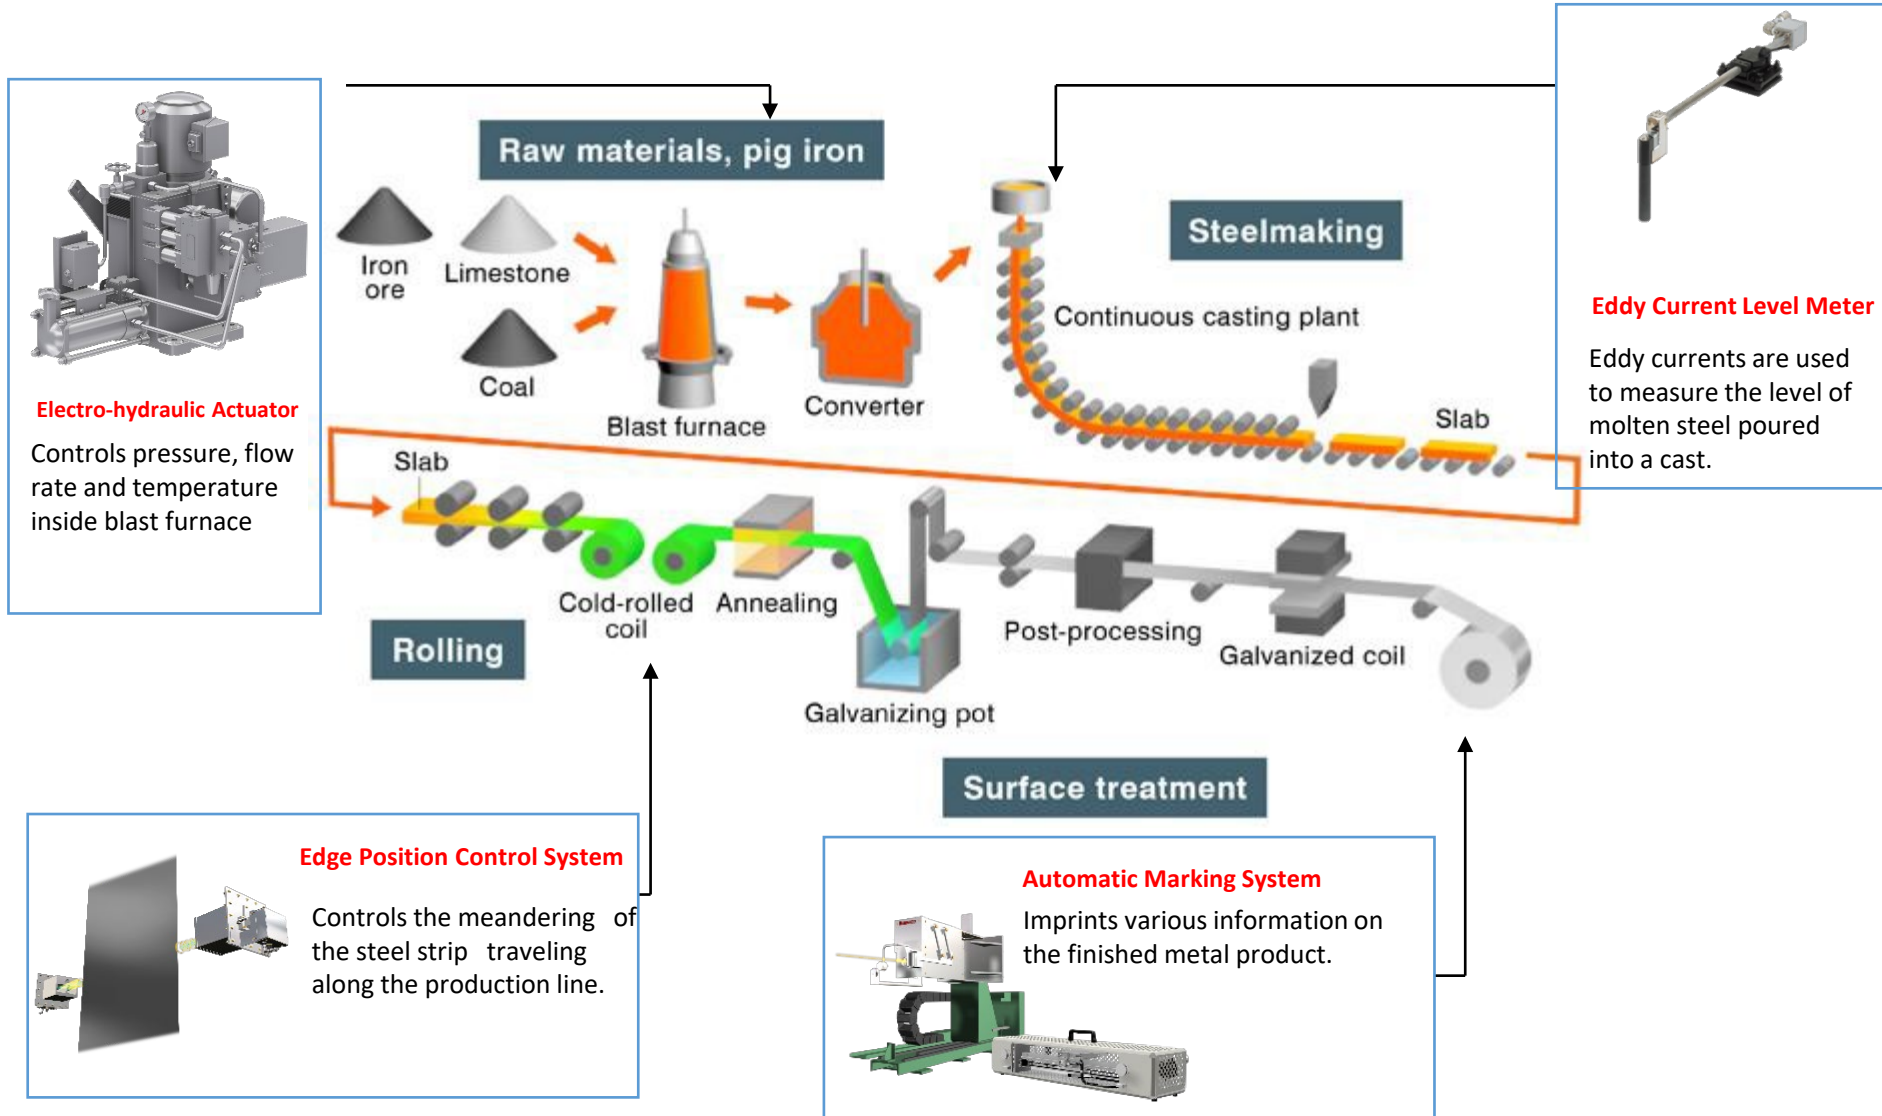 Raw materials, pig iron
Iron
ore
Limestone
Coal
Blast furnace
Converter
Steelmaking
Continuous casting plant
Slab
Electro-hydraulic Actuator
Controls pressure, flow
rate and temperature
inside blast furnace
Eddy Current Level Meter
Eddy currents are used
to measure the level of
molten steel poured
into a cast.
Slab
Cold-rolled
coil
Annealing
Rolling
Galvanizing pot
Post-processing
Galvanized coil
Surface treatment
Edge Position Control System
Controls the meandering of
the steel strip traveling
along the production line.
Automatic Marking System
Imprints various information on
the finished metal product.